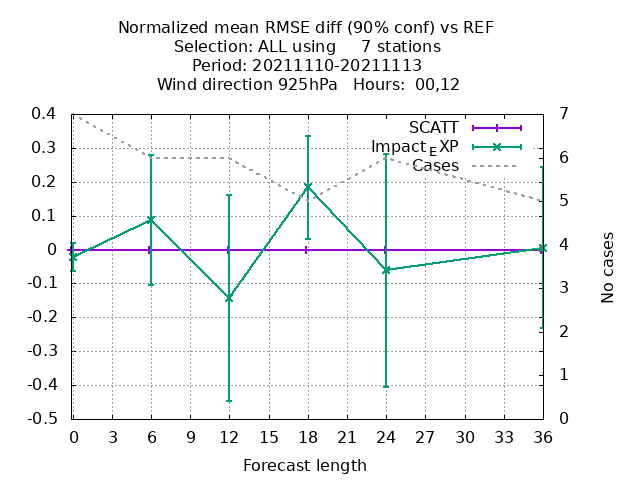 Normalized mean RMSE diff (90% conf) vs REF
Selection: ALL using     7 stations
Period: 20211110-20211113
Wind direction 925hPa   Hours:  00,12
0.4
0.3
0.2
0.1
0
-0.1
-0.2
-0.3
-0.4
-0.5
SCATT
Impact_EXP
Cases
7
6
5
4
3
2
1
0
No cases
0 3 6 9 12 15 18 21 24 27 30 33 36
Forecast length